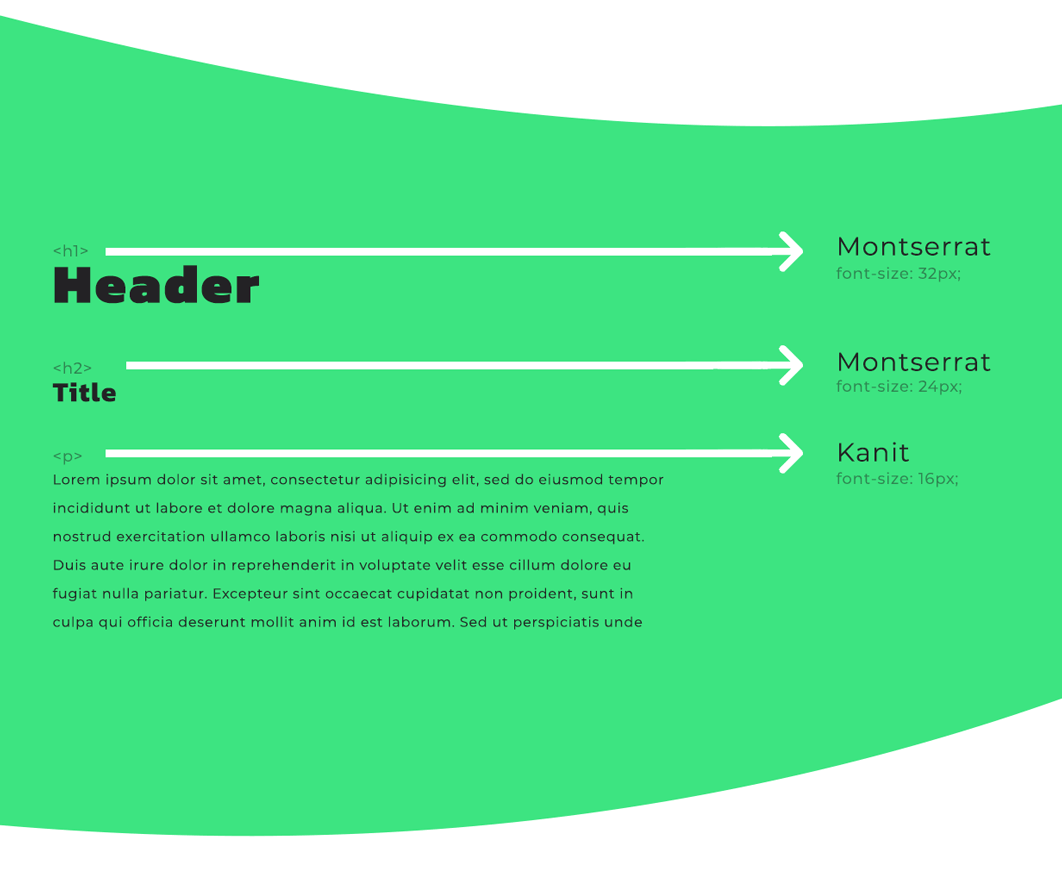 <h1>
Header
Montserrat
font-size: 32px;
<h2>
Title
Montserrat
font-size: 24px;
<p>
Kanit
font-size: 16px;
Lorem ipsum dolor sit amet, consectetur adipisicing elit, sed do eiusmod tempor
incididunt ut labore et dolore magna aliqua. Ut enim ad minim veniam, quis
nostrud exercitation ullamco laboris nisi ut aliquip ex ea commodo consequat.
Duis aute irure dolor in reprehenderit in voluptate velit esse cillum dolore eu
fugiat nulla pariatur. Excepteur sint occaecat cupidatat non proident, sunt in
culpa qui officia deserunt mollit anim id est laborum. Sed ut perspiciatis unde